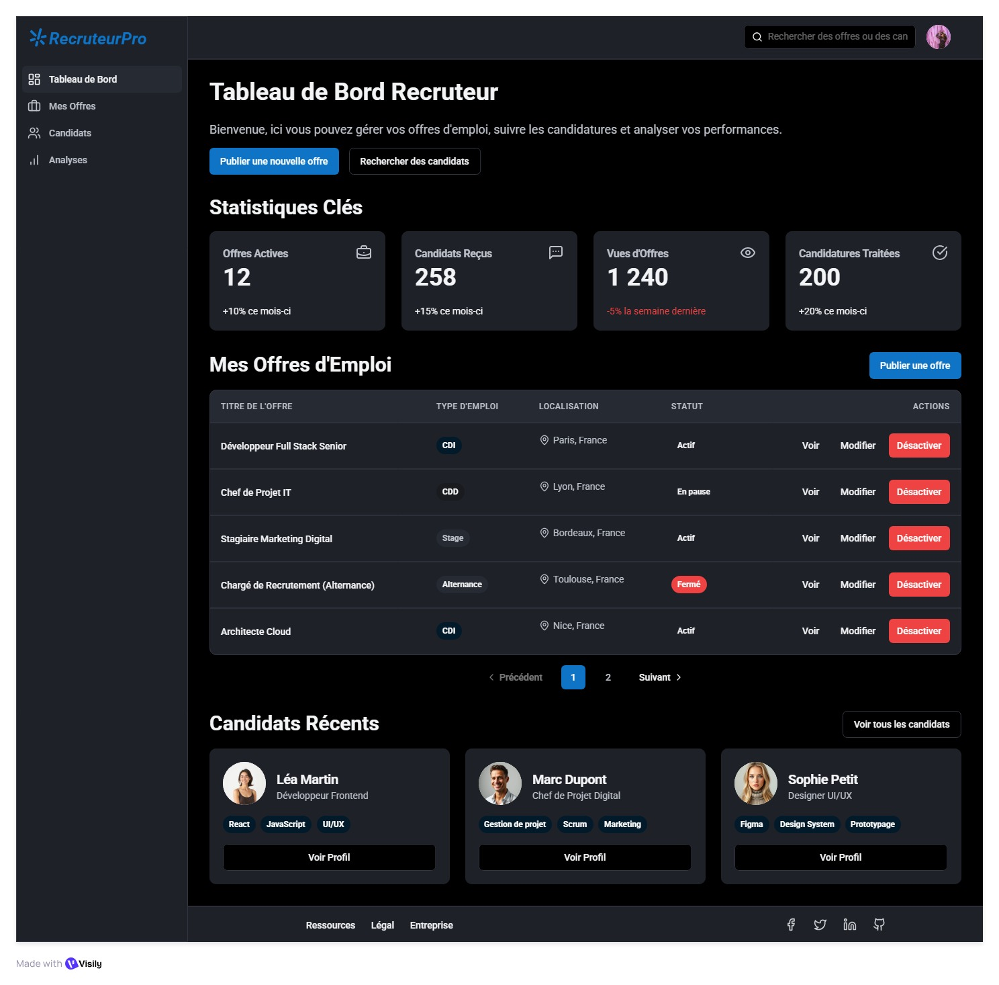 RecruteurPro
Rechercher des offres ou des can
Tableau de Bord
Mes Offres
Candidats
Analyses
Tableau de Bord Recruteur
Bienvenue, ici vous pouvez gérer vos offres d'emploi, suivre les candidatures et analyser vos performances.
Publier une nouvelle offre
Rechercher des candidats
Statistiques Clés
Offres Actives
12
+10% ce mois-ci
Candidats Reçus
258
+15% ce mois-ci
Vues d'Offres
1 240
-5% la semaine dernière
Candidatures Traitées
200
+20% ce mois-ci
Mes Offres d'Emploi
Publier une offre
TITRE DE L'OFFRE TYPE D'EMPLOI LOCALISATION STATUT ACTIONS
Développeur Full Stack Senior CDI Paris, France Actif Voir Modifier Désactiver
Chef de Projet IT CDD Lyon, France En pause Voir Modifier Désactiver
Stagiaire Marketing Digital Stage Bordeaux, France Actif Voir Modifier Désactiver
Chargé de Recrutement (Alternance) Alternance Toulouse, France Fermé Voir Modifier Désactiver
Architecte Cloud CDI Nice, France Actif Voir Modifier Désactiver
Précédent 1 2 Suivant
Candidats Récents
Voir tous les candidats
Léa Martin
Développeur Frontend
React JavaScript UI/UX
Voir Profil
Marc Dupont
Chef de Projet Digital
Gestion de projet Scrum Marketing
Voir Profil
Sophie Petit
Designer UI/UX
Figma Design System Prototypage
Voir Profil
Ressources Légal Entreprise
Made with Visily